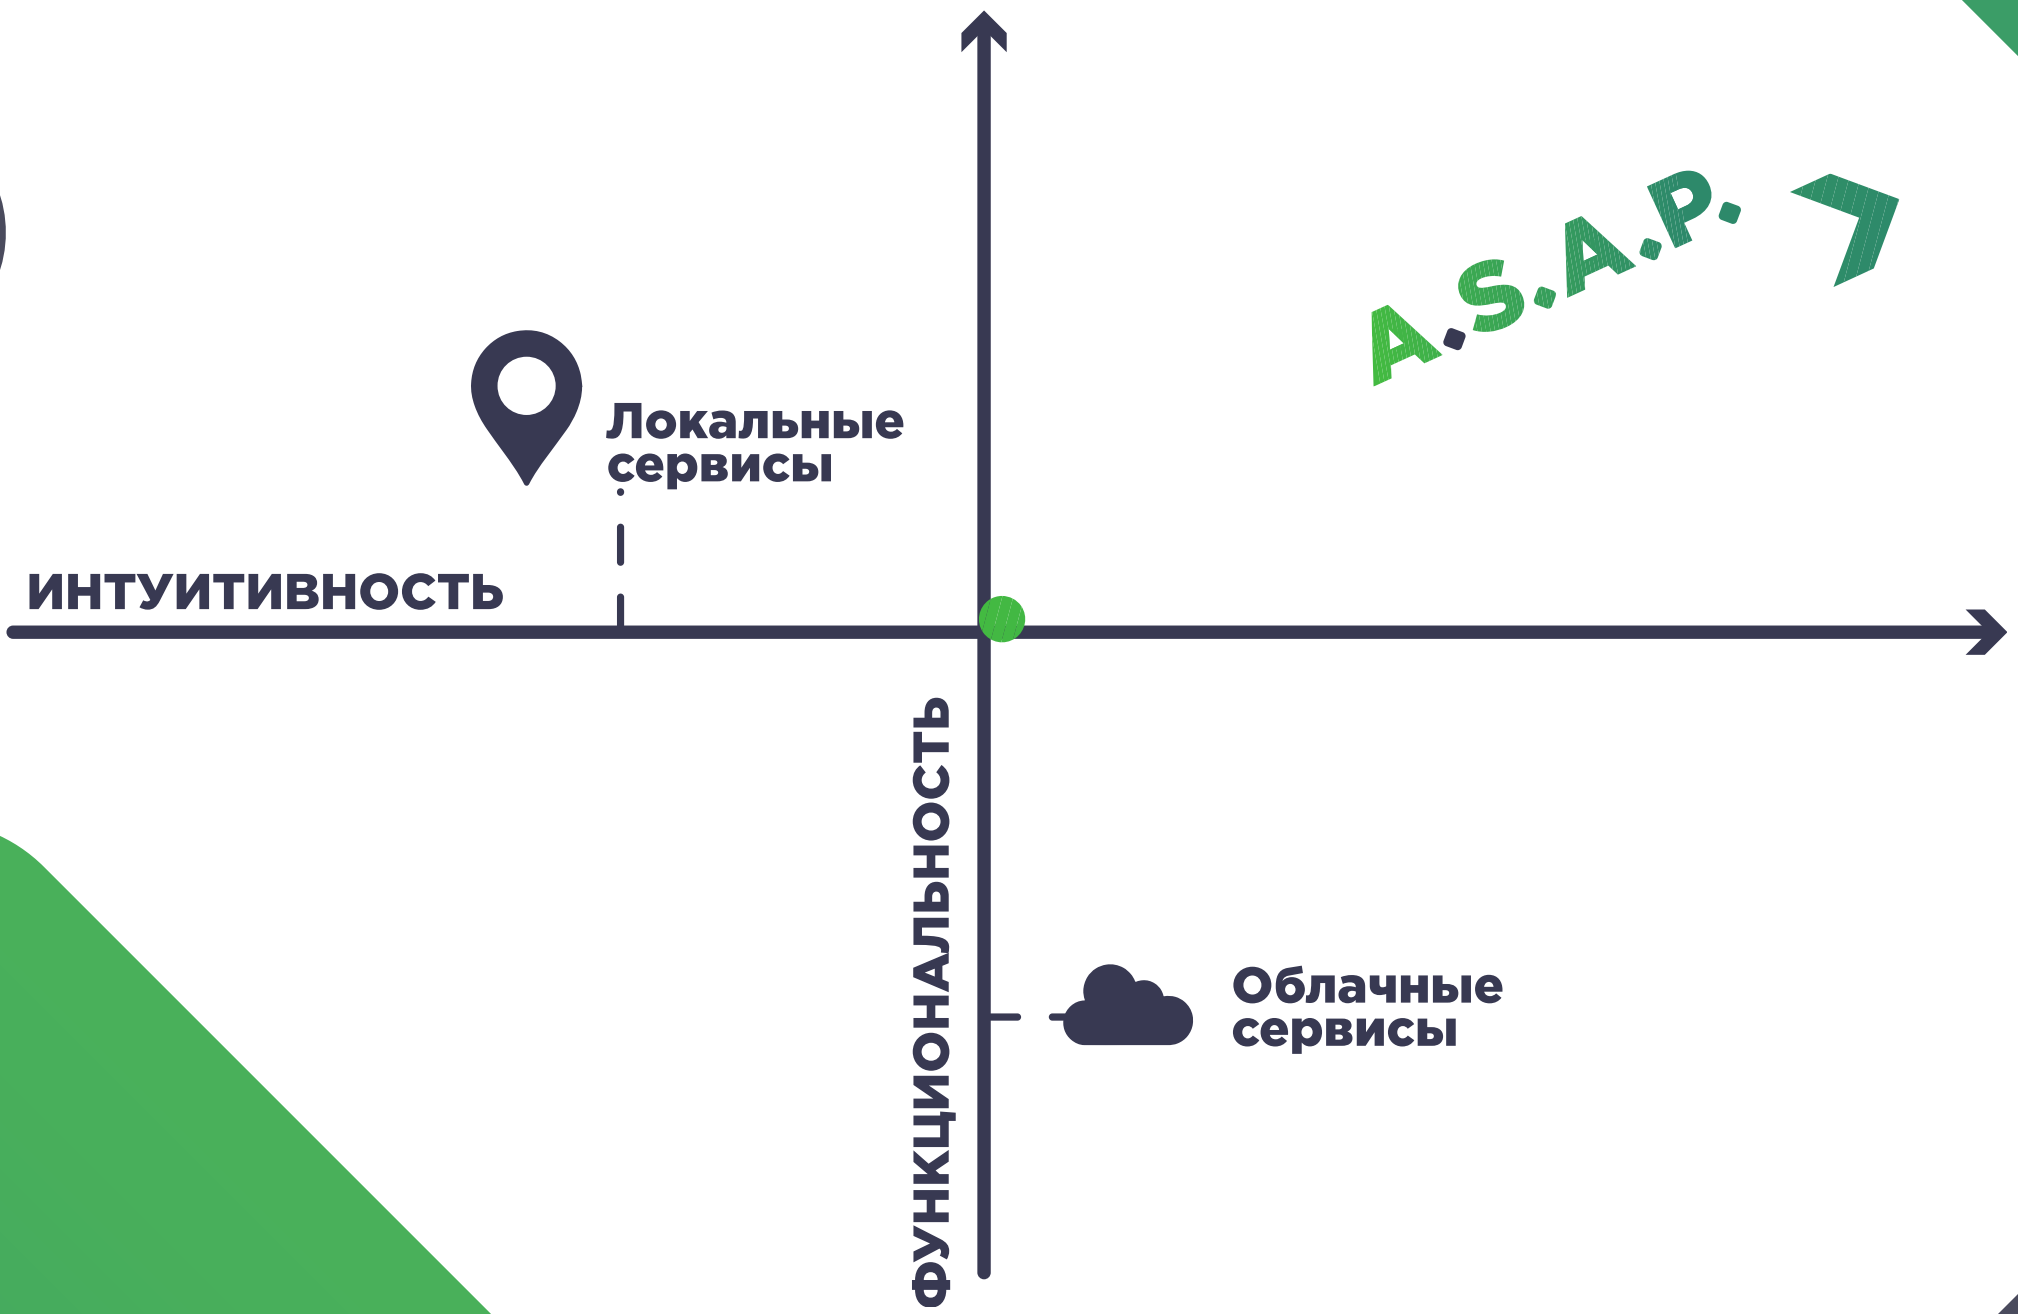 A.S.A.P.
Локальные
сервисы
ИНТУИТИВНОСТЬ
ФУНКЦИОНАЛЬНОСТЬ
Облачные
сервисы